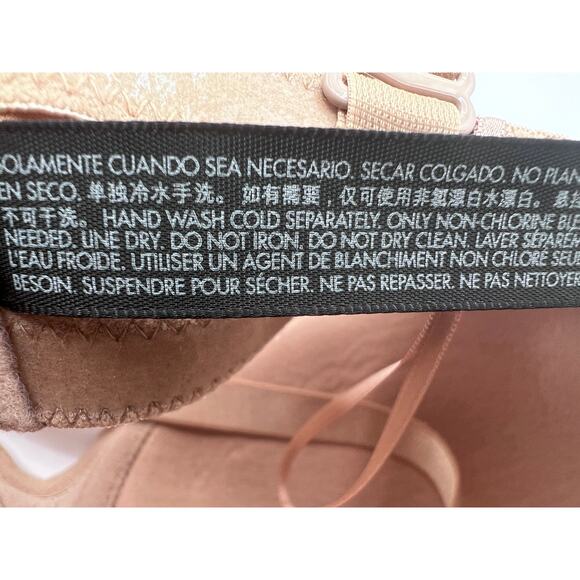 SOLAMENTE CUANDO SEA NECESARIO. SECAR COLGADO. NO PLAN
EN SECO. 单独冷水手洗。如有需要，仅可使用非氯漂白水漂白。
不可干洗。HAND WASH COLD SEPARATELY. ONLY NON-CHLORINE BLE
NEEDED. LINE DRY. DO NOT IRON. DO NOT DRY CLEAN. LAVER SÉPARÉ
L'EAU FROIDE. UTILISER UN AGENT DE BLANCHIMENT NON CHLORÉ SEU
BESOIN. SUSPENDRE POUR SÉCHER. NE PAS REPASSER. NE PAS NETTOYER